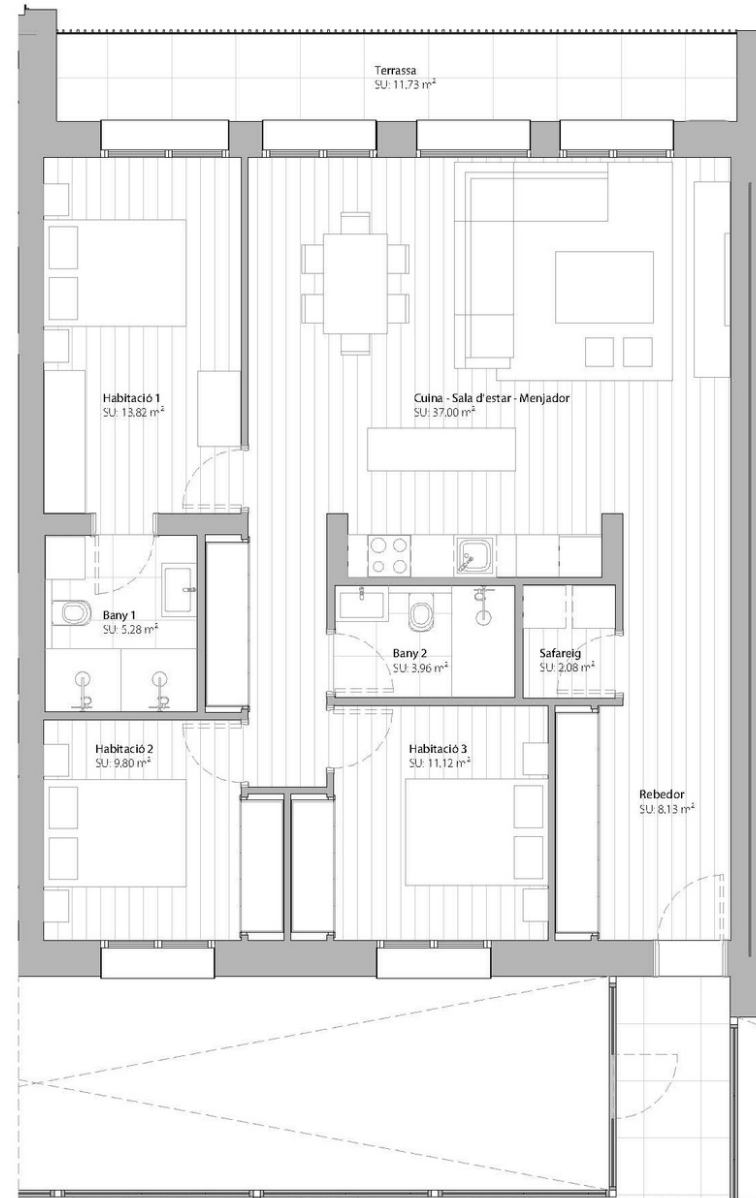 Terrassa
SU: 11,73 m²
Habitació 1
SU: 13,82 m²
Cuina - Sala d'estar - Menjador
SU: 37,00 m²
Bany 1
SU: 5,28 m²
Bany 2
SU: 3,96 m²
Safareig
SU: 2,08 m²
Habitació 2
SU: 9,80 m²
Habitació 3
SU: 11,12 m²
Rebedor
SU: 8,13 m²